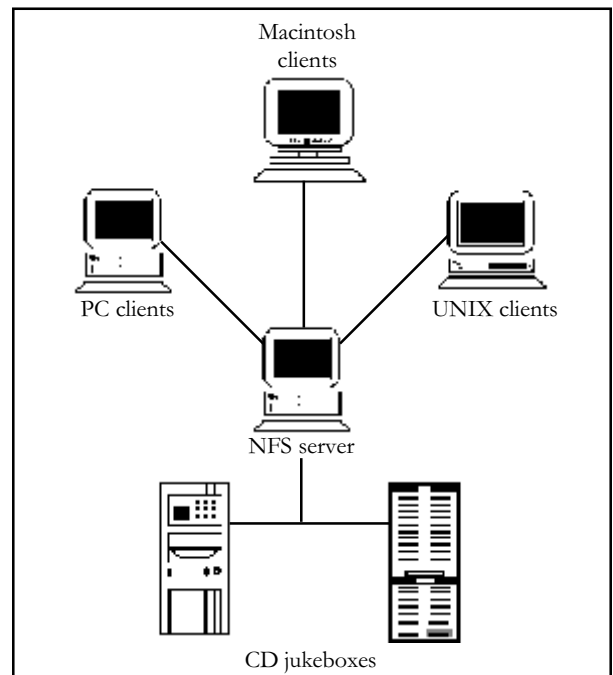 Macintosh
clients
PC clients
UNIX clients
NFS server
CD jukeboxes